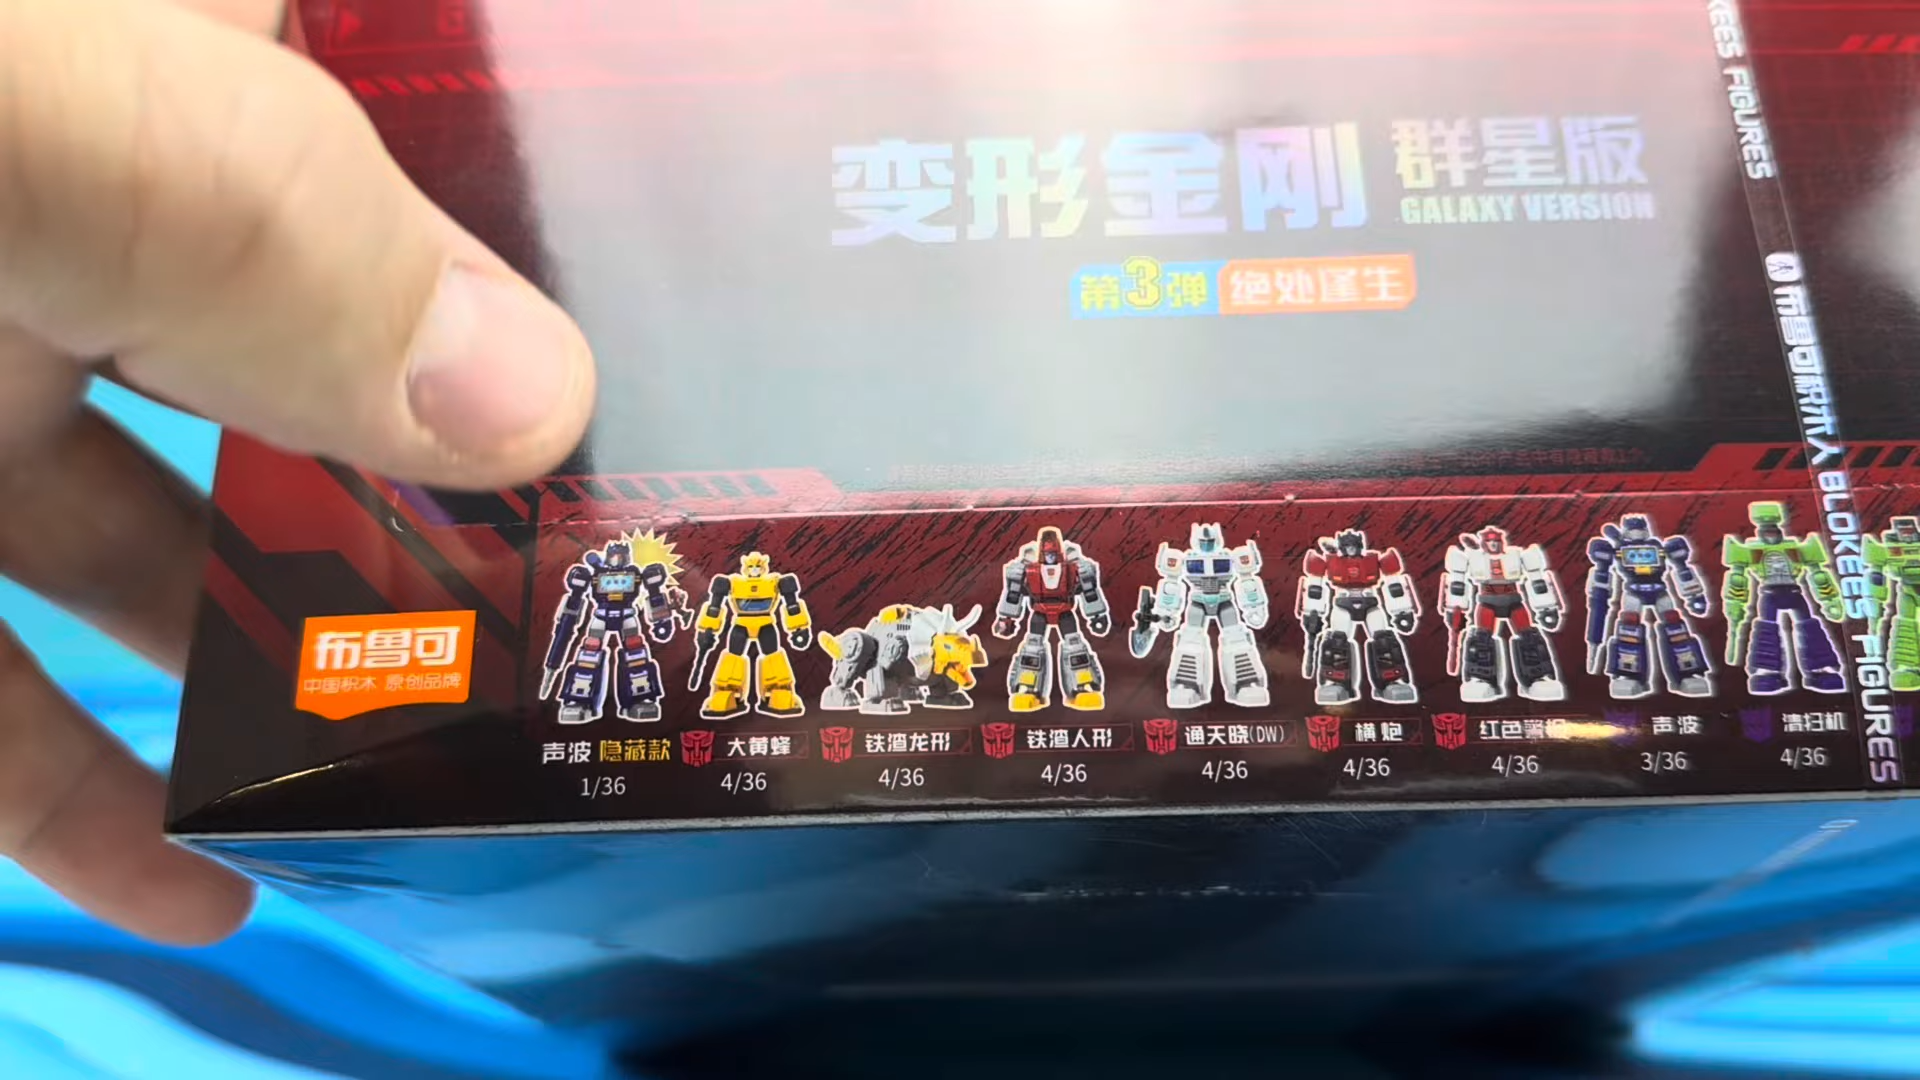 变形金刚 群星版
GALAXY VERSION
第3弹 绝处逢生
布鲁可
中国积木 原创品牌
声波 隐藏款
1/36
大黄蜂
4/36
铁渣龙形
4/36
铁渣人形
4/36
通天晓(DW)
4/36
横炮
4/36
红色警报
4/36
声波
3/36
清扫机
4/36
KEES FIGURES
布鲁可积木人 BLOKEES FIGURES